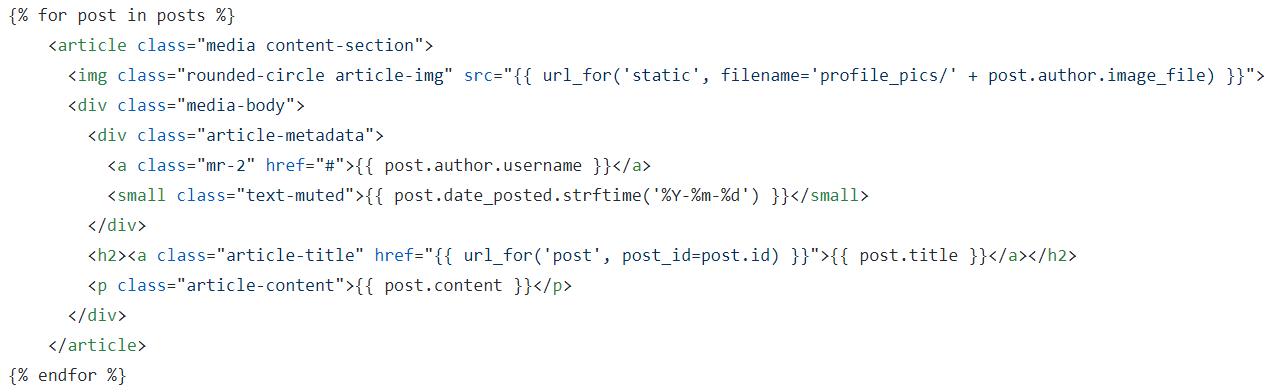 {% for post in posts %}
    <article class="media content-section">
      <img class="rounded-circle article-img" src="{{ url_for('static', filename='profile_pics/' + post.author.image_file) }}">
      <div class="media-body">
        <div class="article-metadata">
          <a class="mr-2" href="#">{{ post.author.username }}</a>
          <small class="text-muted">{{ post.date_posted.strftime('%Y-%m-%d') }}</small>
        </div>
        <h2><a class="article-title" href="{{ url_for('post', post_id=post.id) }}">{{ post.title }}</a></h2>
        <p class="article-content">{{ post.content }}</p>
      </div>
    </article>
{% endfor %}